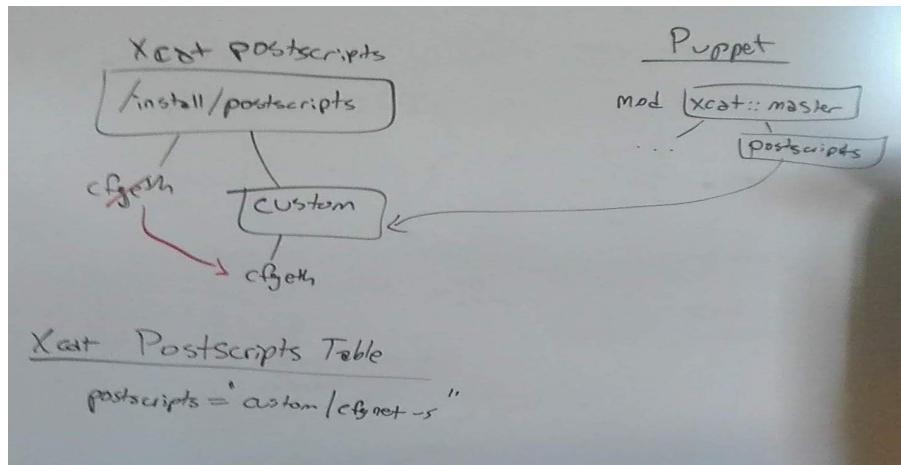 xcat postscripts
/install/postscripts
cfgeth
custom
cfgeth
Puppet
mod xcat::master
...
postscripts
Xcat Postscripts Table
postscripts="custom/cfgnet -s"